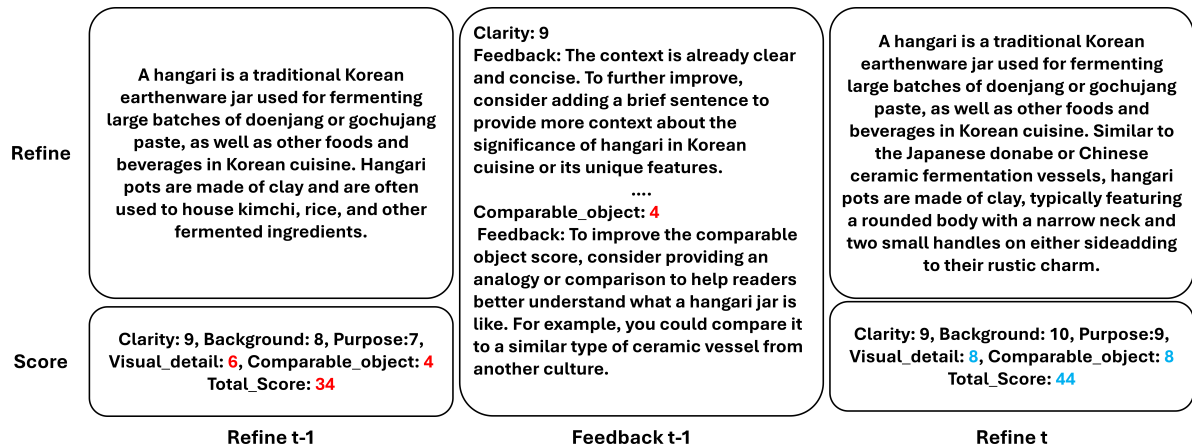 Refine
A hangari is a traditional Korean
earthenware jar used for fermenting
large batches of doenjang or gochujang
paste, as well as other foods and
beverages in Korean cuisine. Hangari
pots are made of clay and are often
used to house kimchi, rice, and other
fermented ingredients.
Clarity: 9
Feedback: The context is already clear
and concise. To further improve,
consider adding a brief sentence to
provide more context about the
significance of hangari in Korean
cuisine or its unique features.
....
Comparable_object: 4
Feedback: To improve the comparable
object score, consider providing an
analogy or comparison to help readers
better understand what a hangari jar is
like. For example, you could compare it
to a similar type of ceramic vessel from
another culture.
A hangari is a traditional Korean
earthenware jar used for fermenting
large batches of doenjang or gochujang
paste, as well as other foods and
beverages in Korean cuisine. Similar to
the Japanese donabe or Chinese
ceramic fermentation vessels, hangari
pots are made of clay, typically featuring
a rounded body with a narrow neck and
two small handles on either sideadding
to their rustic charm.
Score
Clarity: 9, Background: 8, Purpose:7,
Visual_detail: 6, Comparable_object: 4
Total_Score: 34
Clarity: 9, Background: 10, Purpose:9,
Visual_detail: 8, Comparable_object: 8
Total_Score: 44
Refine t-1
Feedback t-1
Refine t